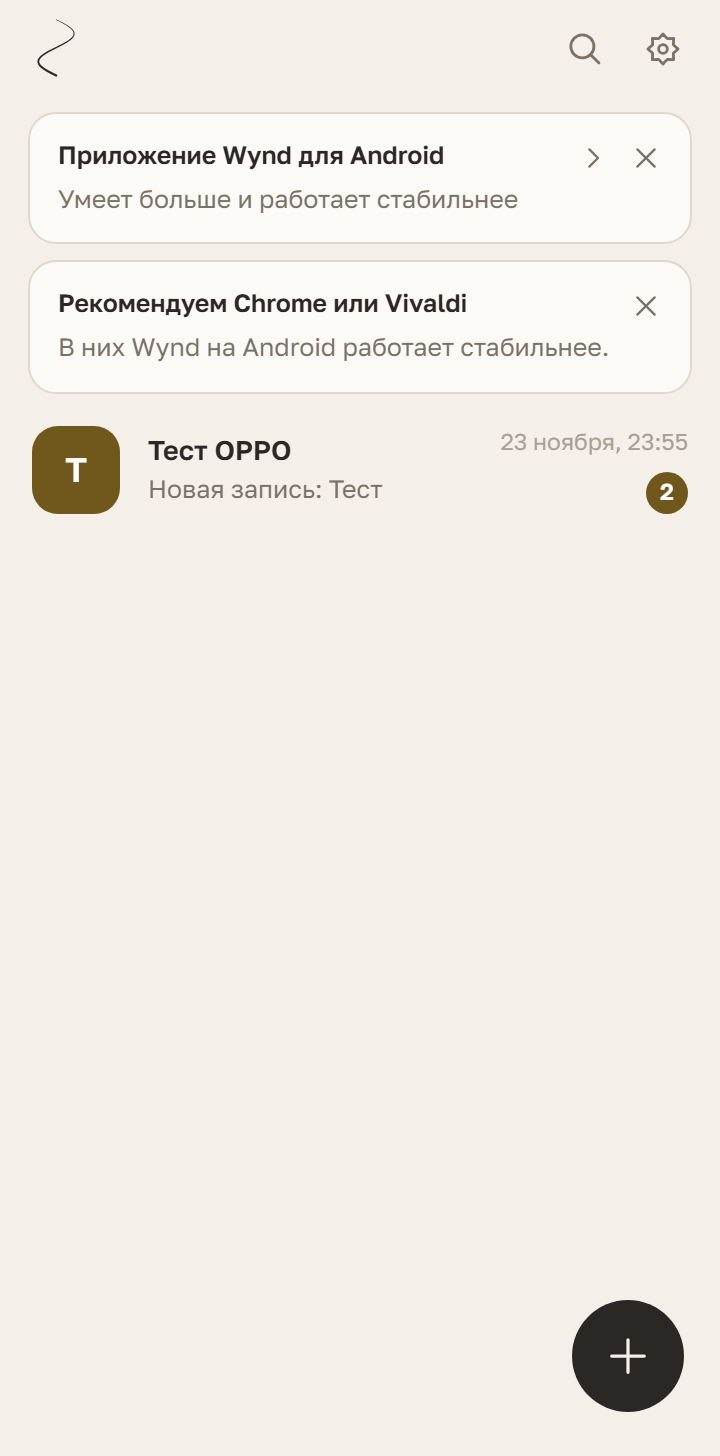 Приложение Wynd для Android
Умеет больше и работает стабильнее
Рекомендуем Chrome или Vivaldi
В них Wynd на Android работает стабильнее.
Т
Тест OPPO
23 ноября, 23:55
Новая запись: Тест
2